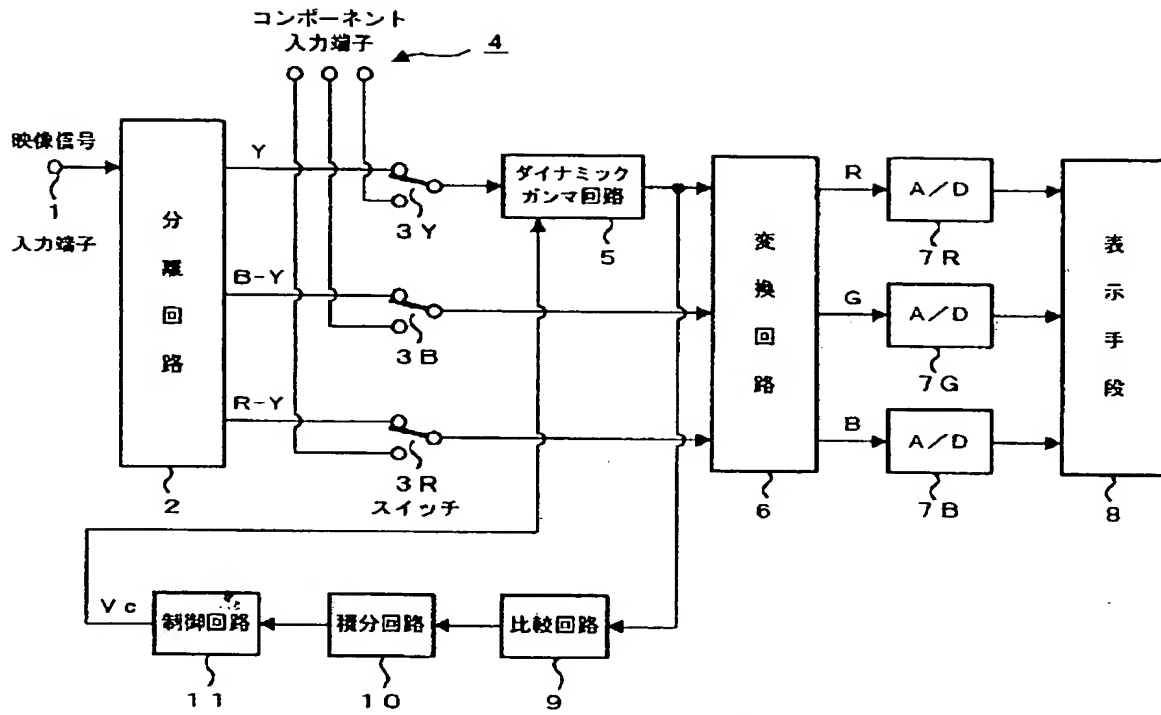 コンポーネント
入力端子
4
映像信号
1
入力端子
分離回路
2
Y
B-Y
R-Y
3Y
3B
3R
スイッチ
ダイナミック
ガンマ回路
5
変換回路
6
R
G
B
A/D
7R
A/D
7G
A/D
7B
表示手段
8
Vc
制御回路
11
積分回路
10
比較回路
9